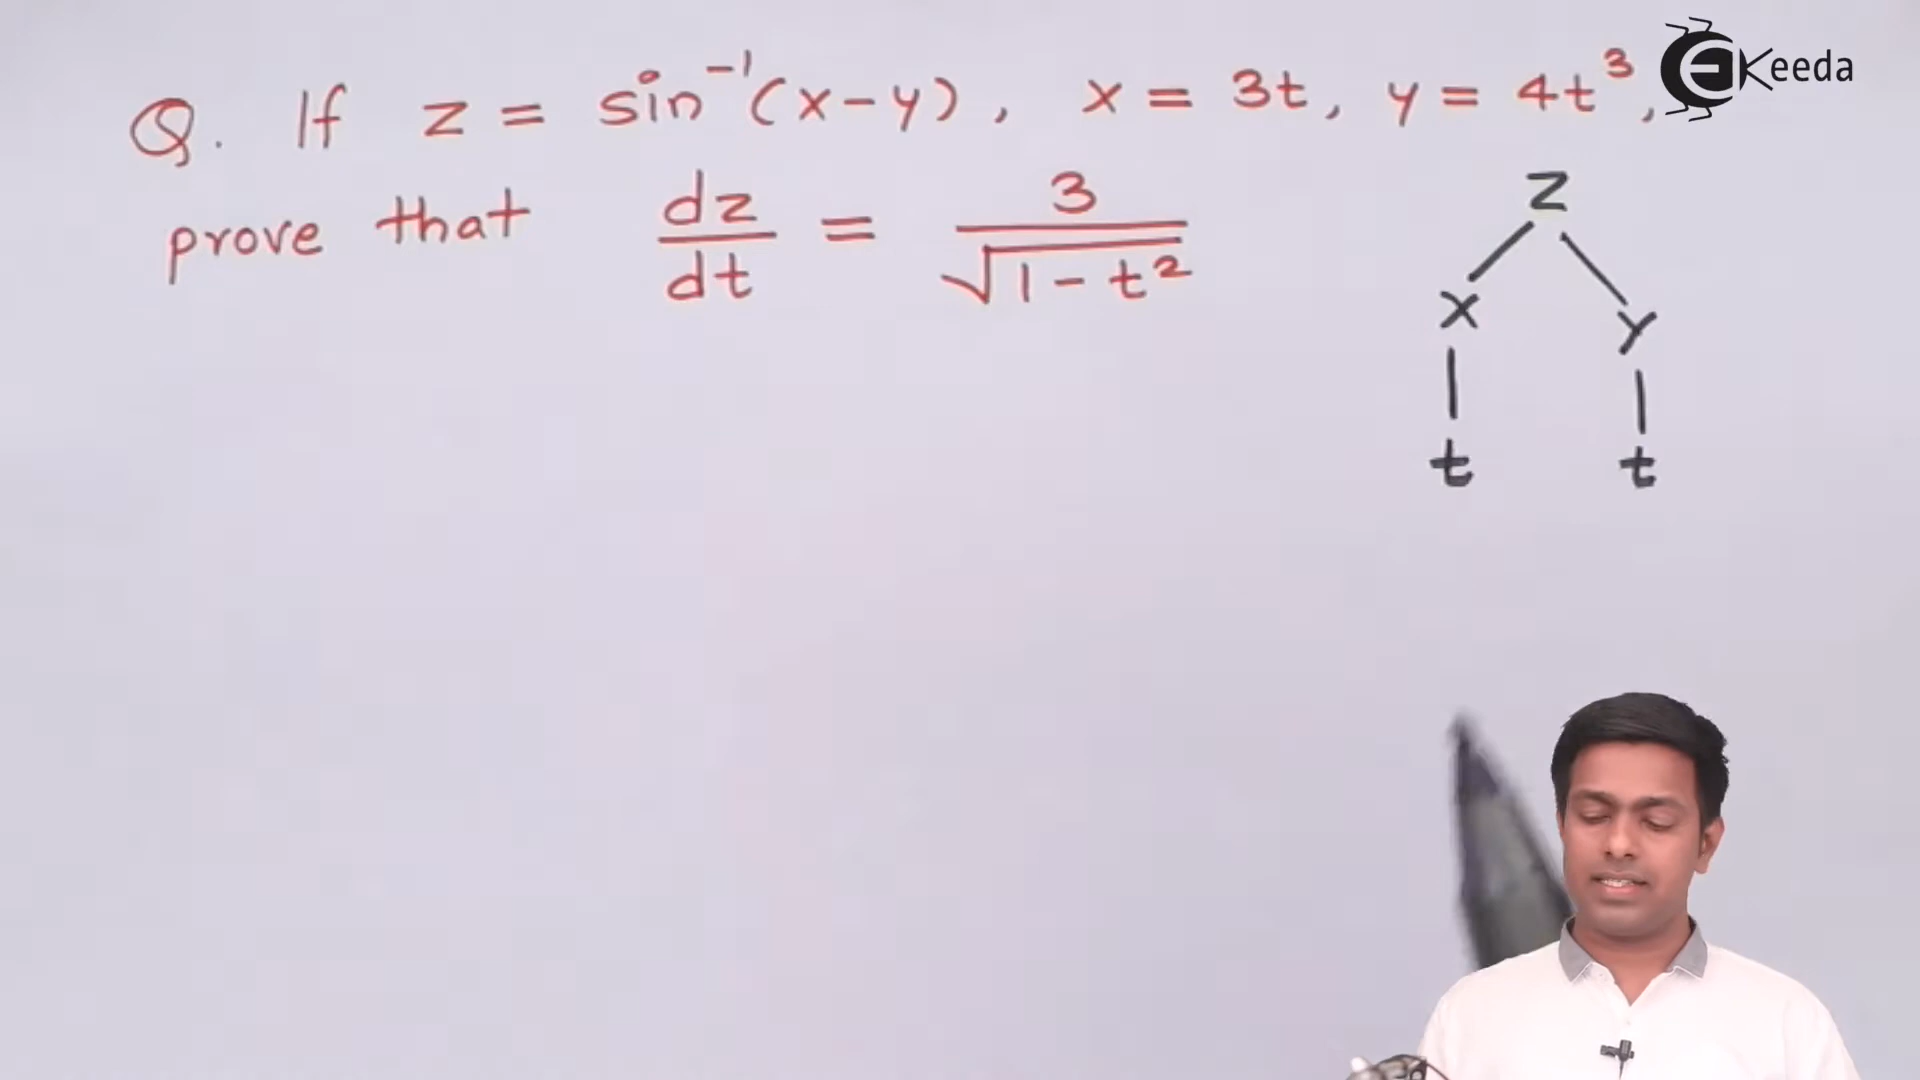 Q. If z = sin⁻¹(x-y), x = 3t, y = 4t³,
prove that dz/dt = 3/√(1-t²)
EKeeda
Z
X Y
t t